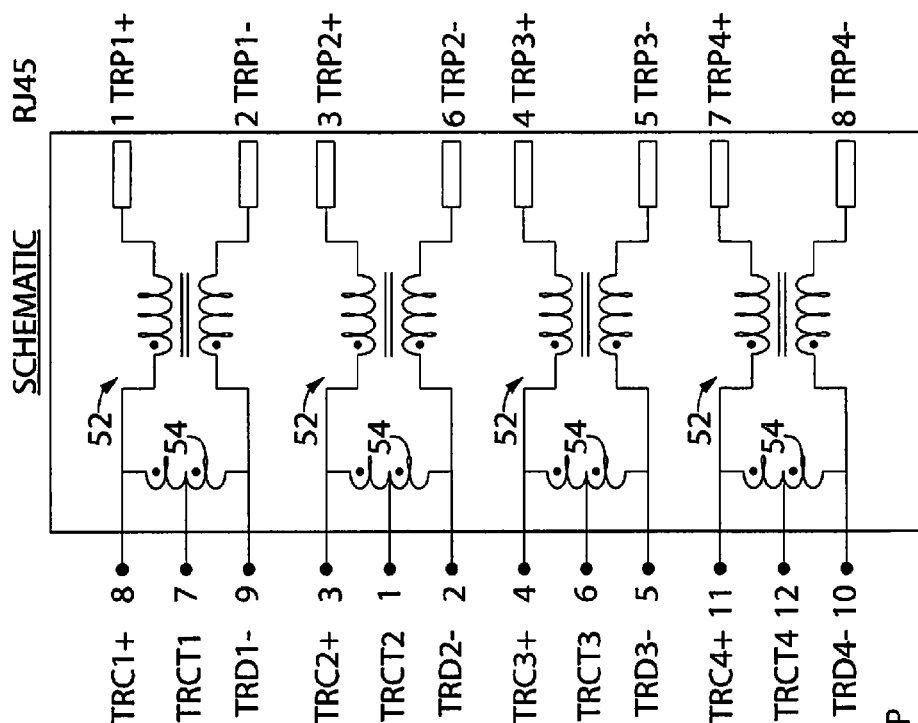 SCHEMATIC RJ45
TRC1+ 8 52 1 TRP1+
TRCT1 7 54
TRD1- 9 2 TRP1-
TRC2+ 3 52 3 TRP2+
TRCT2 1 54
TRD2- 2 6 TRP2-
TRC3+ 4 52 4 TRP3+
TRCT3 6 54
TRD3- 5 5 TRP3-
TRC4+ 11 52 7 TRP4+
TRCT4 12 54
TRD4- 10 8 TRP4-
P